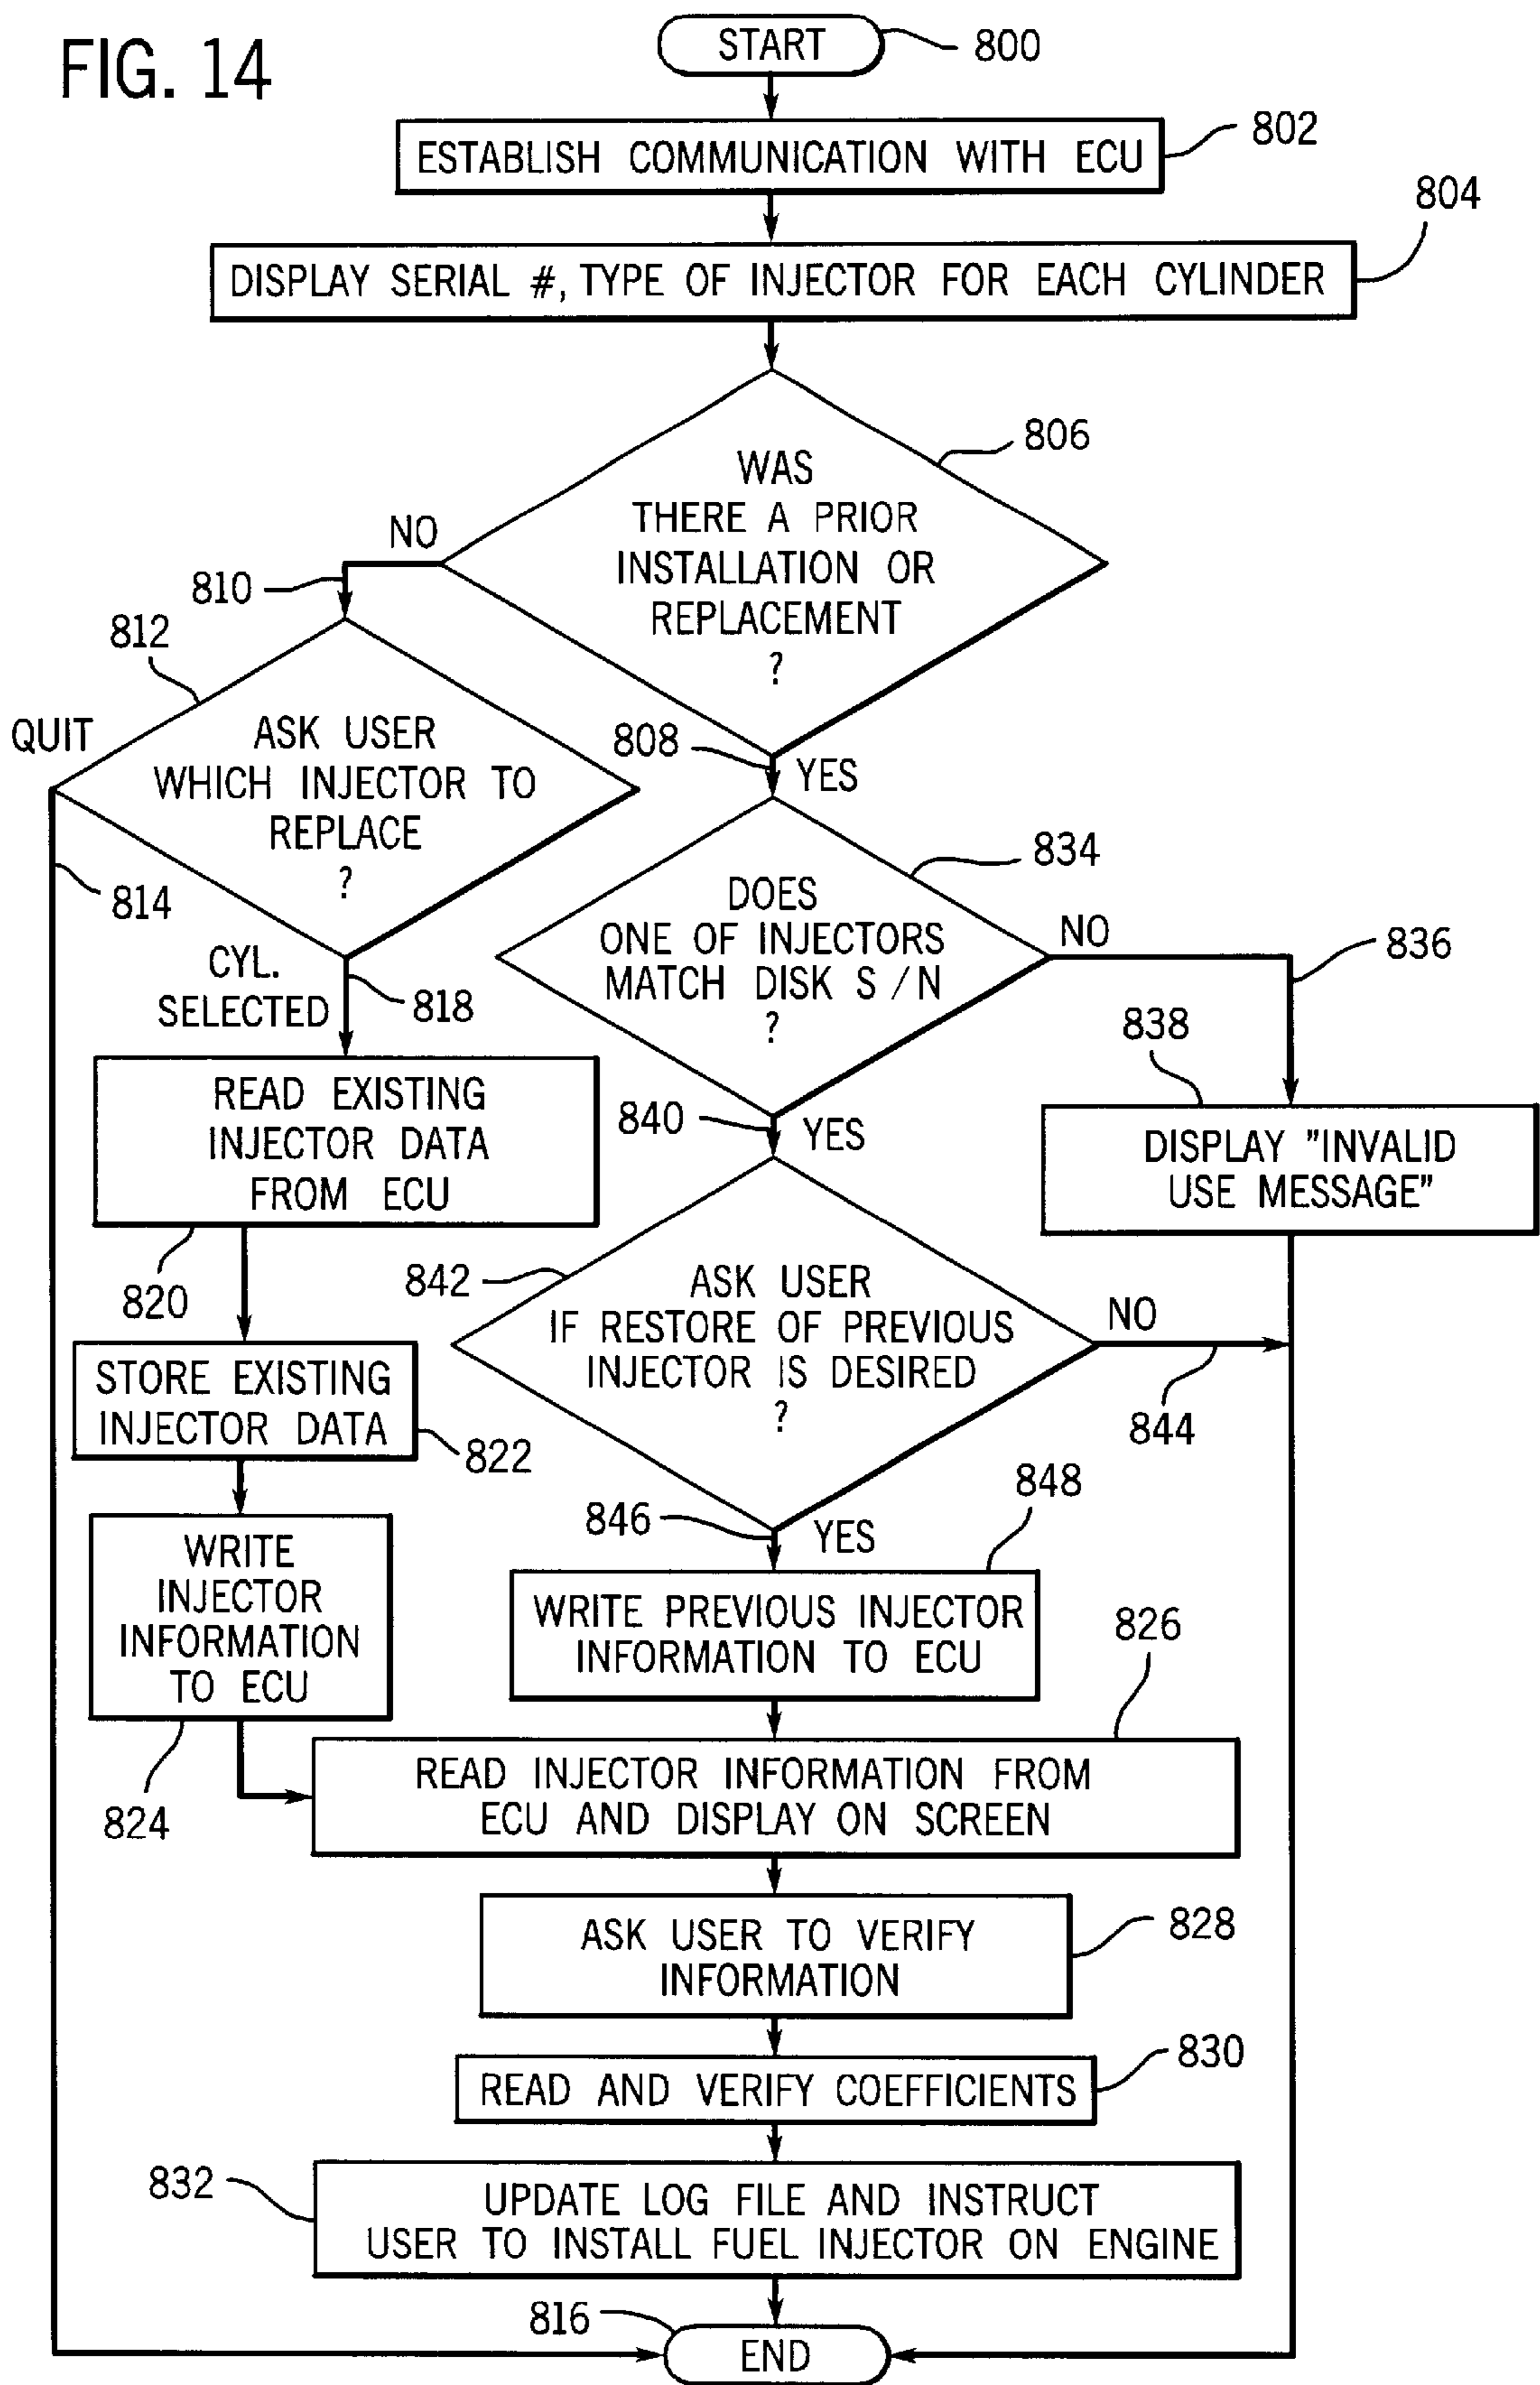 FIG. 14
START
800
ESTABLISH COMMUNICATION WITH ECU
802
804
DISPLAY SERIAL #, TYPE OF INJECTOR FOR EACH CYLINDER
806
WAS
THERE A PRIOR
INSTALLATION OR
REPLACEMENT
?
NO
810
812
QUIT
ASK USER
WHICH INJECTOR TO
REPLACE
?
814
808
YES
834
DOES
ONE OF INJECTORS
MATCH DISK S / N
?
NO
836
CYL.
SELECTED
818
838
DISPLAY "INVALID
USE MESSAGE"
READ EXISTING
INJECTOR DATA
FROM ECU
820
840
YES
842
ASK USER
IF RESTORE OF PREVIOUS
INJECTOR IS DESIRED
?
NO
844
STORE EXISTING
INJECTOR DATA
822
846
YES
848
WRITE
INJECTOR
INFORMATION
TO ECU
824
WRITE PREVIOUS INJECTOR
INFORMATION TO ECU
826
READ INJECTOR INFORMATION FROM
ECU AND DISPLAY ON SCREEN
ASK USER TO VERIFY
INFORMATION
828
READ AND VERIFY COEFFICIENTS
830
832
UPDATE LOG FILE AND INSTRUCT
USER TO INSTALL FUEL INJECTOR ON ENGINE
816
END